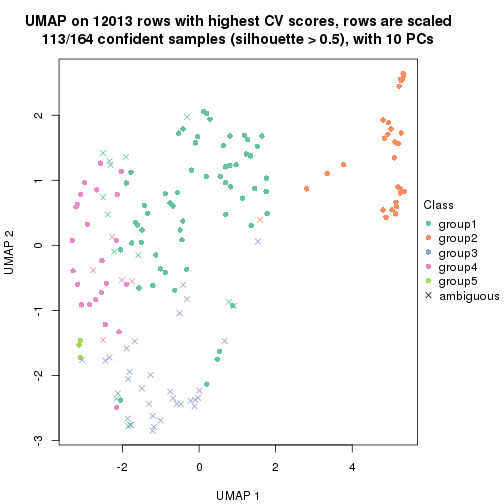 UMAP on 12013 rows with highest CV scores, rows are scaled
113/164 confident samples (silhouette > 0.5), with 10 PCs
UMAP 2
2
1
0
-1
-2
-3
-2
0
2
4
UMAP 1
Class
group1
group2
group3
group4
group5
ambiguous